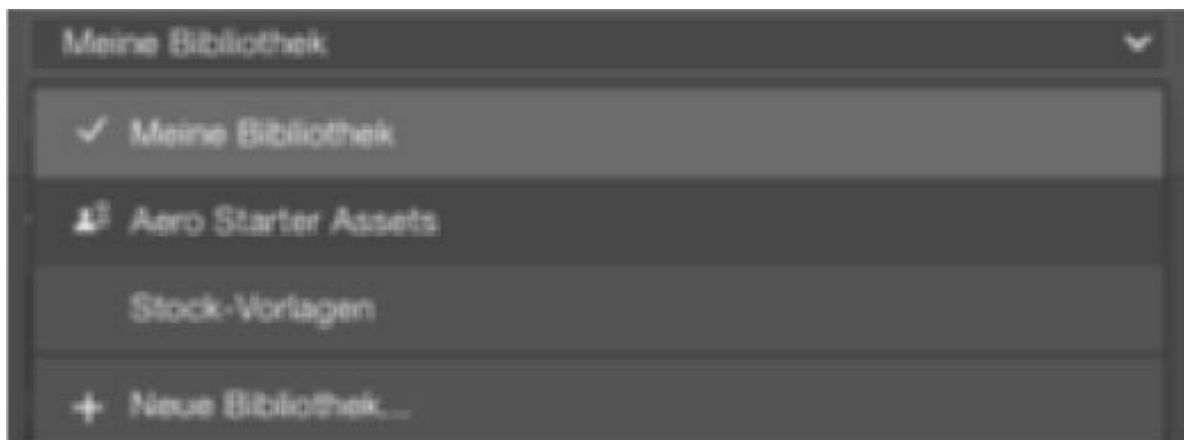 Meine Bibliothek
Meine Bibliothek
Aero Starter Assets
Stock-Vorlagen
Neue Bibliothek...